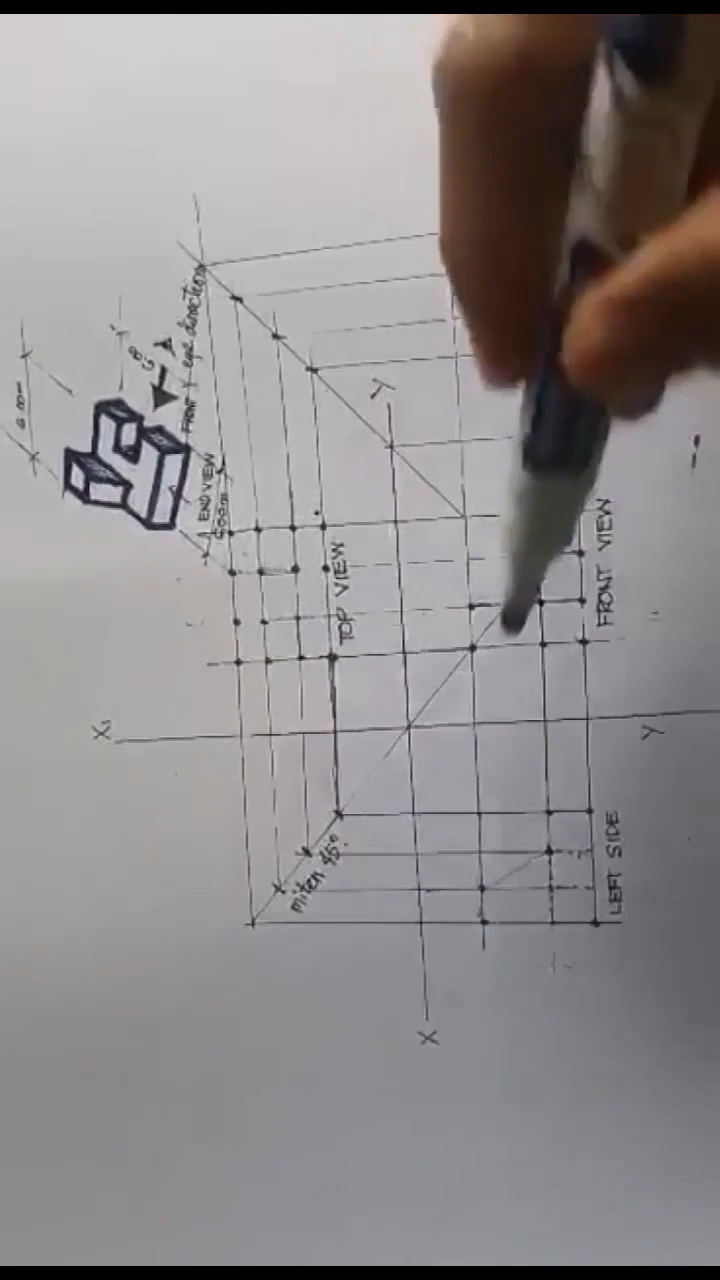 FRONT / eye direction
END VIEW
TOP VIEW
FRONT VIEW
miter 45°
LEFT SIDE
X
X₁
Y
Y